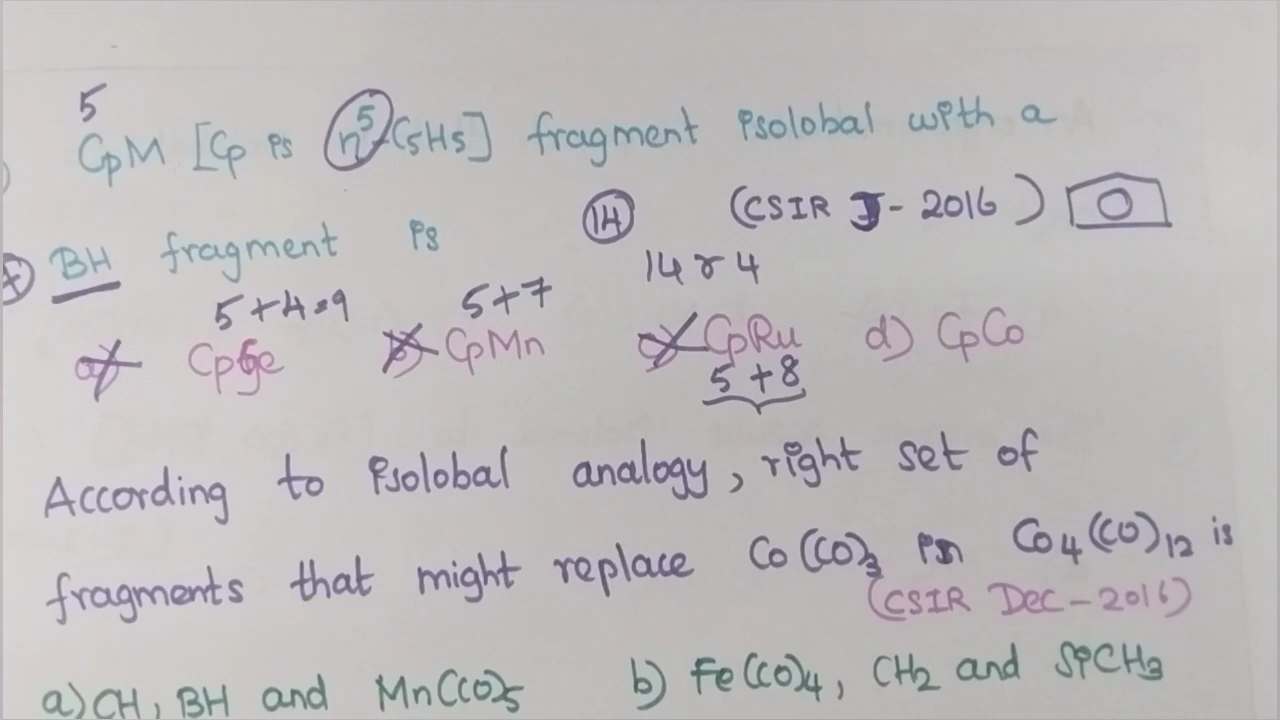 5
CpM [Cp is η⁵-C5H5] fragment isolobal with a
14 (CSIR J- 2016)
BH fragment is
14 or 4
5+4=9 5+7
a) CpGe b) CpMn c) CpRu d) CpCo
5+8
According to isolobal analogy, right set of
fragments that might replace Co(CO)3 in Co4(CO)12 is
(CSIR Dec-2016)
a) CH, BH and Mn(CO)5 b) Fe(CO)4, CH2 and SiCH3